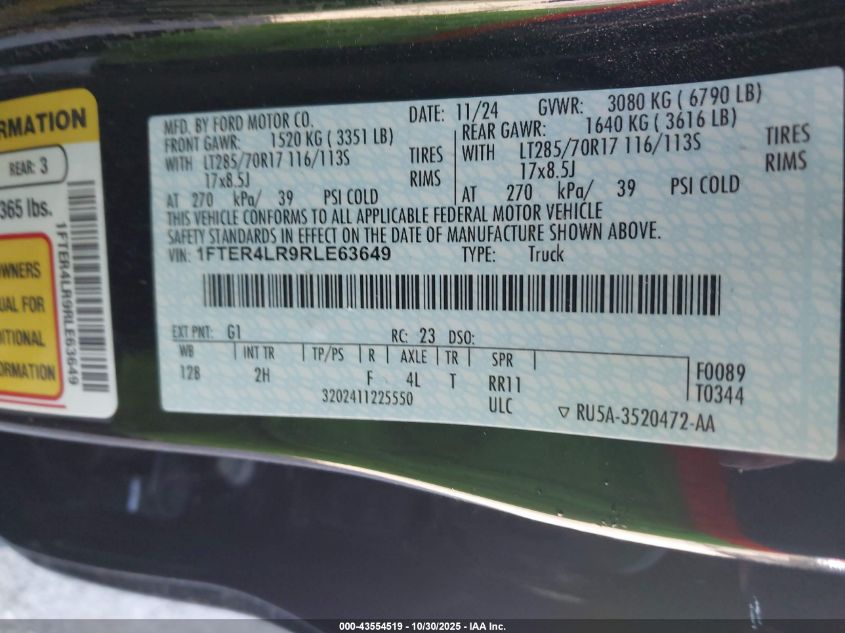 RMATION
REAR: 3
365 lbs.
WNERS
UAL FOR
DITIONAL
ORMATION
1FTER4LR9RLE63649
MFD. BY FORD MOTOR CO.
DATE: 11/24 GVWR: 3080 KG ( 6790 LB)
FRONT GAWR: 1520 KG ( 3351 LB)
REAR GAWR: 1640 KG ( 3616 LB)
WITH LT285/70R17 116/113S TIRES
WITH LT285/70R17 116/113S TIRES
17x8.5J RIMS
17x8.5J RIMS
AT 270 kPa/ 39 PSI COLD
AT 270 kPa/ 39 PSI COLD
THIS VEHICLE CONFORMS TO ALL APPLICABLE FEDERAL MOTOR VEHICLE
SAFETY STANDARDS IN EFFECT ON THE DATE OF MANUFACTURE SHOWN ABOVE.
VIN: 1FTER4LR9RLE63649 TYPE: Truck
EXT PNT: G1 RC: 23 DSO:
WB INT TR TP/PS R AXLE TR SPR
12B 2H F 4L T RR11
ULC
F0089
T0344
3202411225550
▽ RU5A-3520472-AA
000-43554519 - 10/30/2025 - IAA Inc.